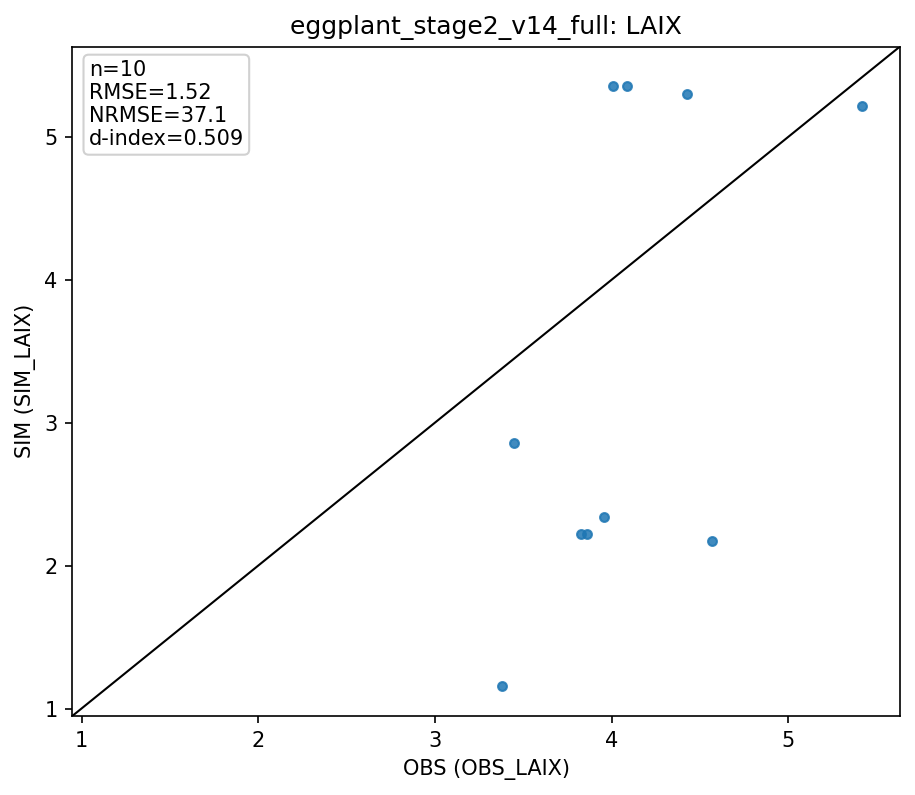 eggplant_stage2_v14_full: LAIX
n=10
RMSE=1.52
NRMSE=37.1
d-index=0.509
5
4
3
2
1
SIM (SIM_LAIX)
1 2 3 4 5
OBS (OBS_LAIX)